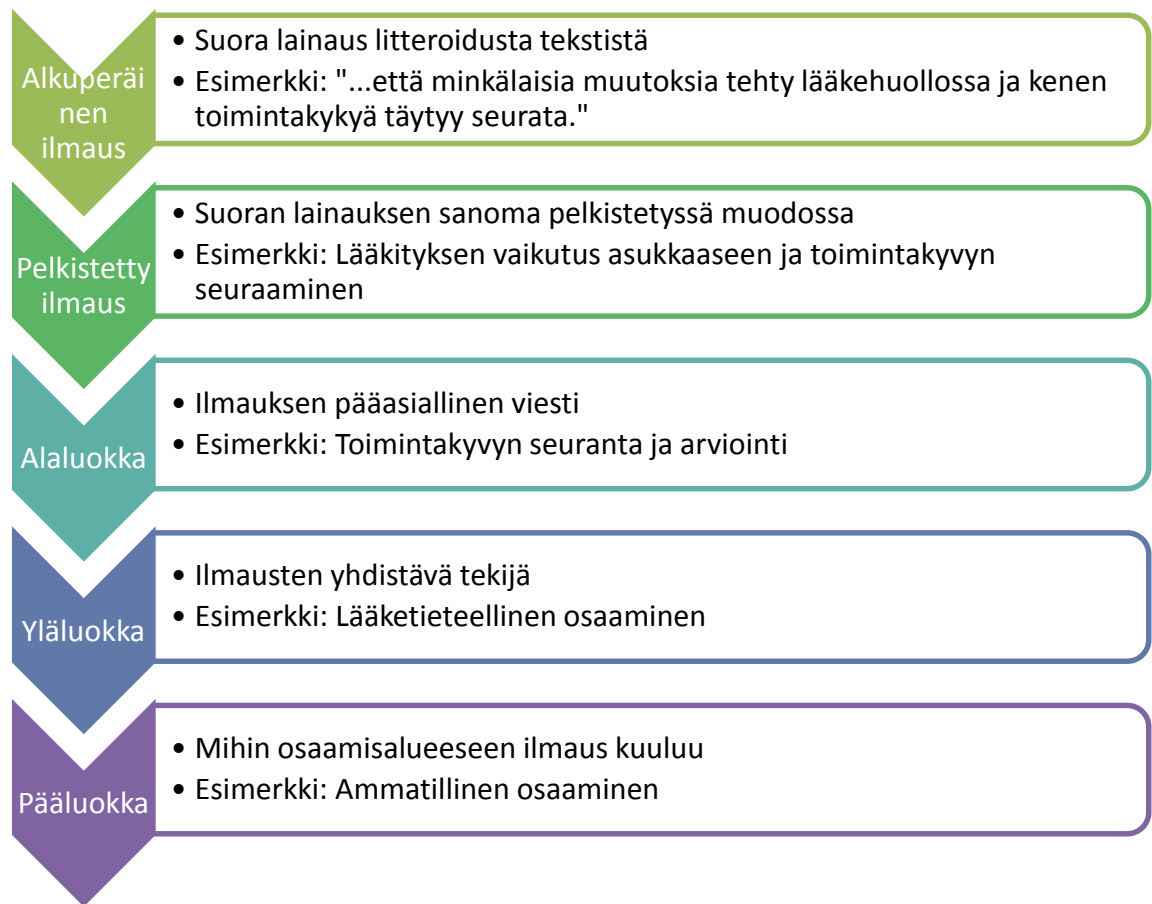 Alkuperäi
nen
ilmaus
• Suora lainaus litteroidusta tekstistä
• Esimerkki: "...että minkälaisia muutoksia tehty lääkehuollossa ja kenen
toimintakykyä täytyy seurata."
Pelkistetty
ilmaus
• Suoran lainauksen sanoma pelkistetyssä muodossa
• Esimerkki: Lääkityksen vaikutus asukkaaseen ja toimintakyvyn
seuraaminen
Alaluokka
• Ilmauksen pääasiallinen viesti
• Esimerkki: Toimintakyvyn seuranta ja arviointi
Yläluokka
• Ilmausten yhdistävä tekijä
• Esimerkki: Lääketieteellinen osaaminen
Pääluokka
• Mihin osaamisalueeseen ilmaus kuuluu
• Esimerkki: Ammatillinen osaaminen